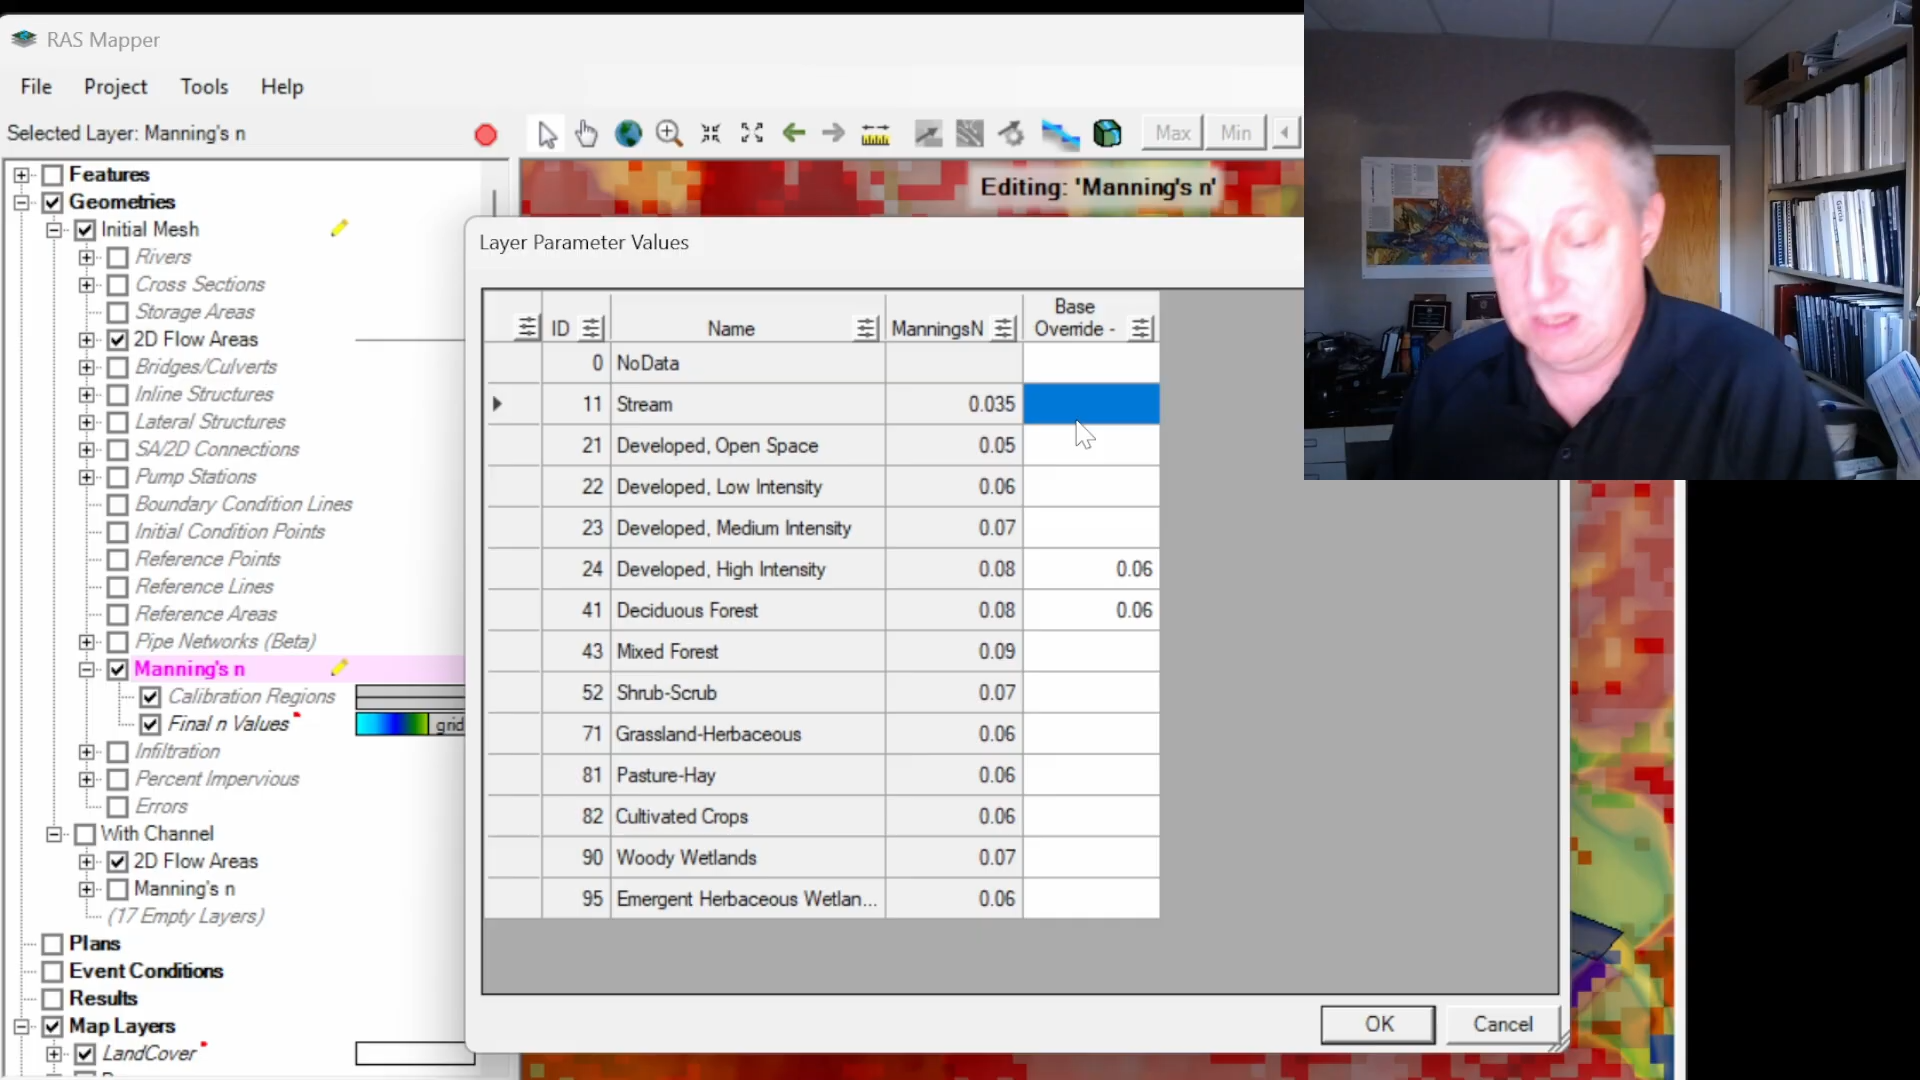 RAS Mapper
File Project Tools Help
Selected Layer: Manning's n
Max Min
Features
Geometries
Initial Mesh
Rivers
Cross Sections
Storage Areas
2D Flow Areas
Bridges/Culverts
Inline Structures
Lateral Structures
SA/2D Connections
Pump Stations
Boundary Condition Lines
Initial Condition Points
Reference Points
Reference Lines
Reference Areas
Pipe Networks (Beta)
Manning's n
Calibration Regions
Final n Values
grid
Infiltration
Percent Impervious
Errors
With Channel
2D Flow Areas
Manning's n
(17 Empty Layers)
Plans
Event Conditions
Results
Map Layers
LandCover
Editing: 'Manning's n'
Layer Parameter Values
ID Name ManningsN Base Override -
0 NoData
11 Stream 0.035
21 Developed, Open Space 0.05
22 Developed, Low Intensity 0.06
23 Developed, Medium Intensity 0.07
24 Developed, High Intensity 0.08 0.06
41 Deciduous Forest 0.08 0.06
43 Mixed Forest 0.09
52 Shrub-Scrub 0.07
71 Grassland-Herbaceous 0.06
81 Pasture-Hay 0.06
82 Cultivated Crops 0.06
90 Woody Wetlands 0.07
95 Emergent Herbaceous Wetlan... 0.06
OK Cancel